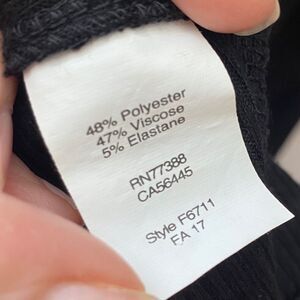 48% Polyester
47% Viscose
5% Elastane
RN77388
CA56445
Style F6711
FA 17